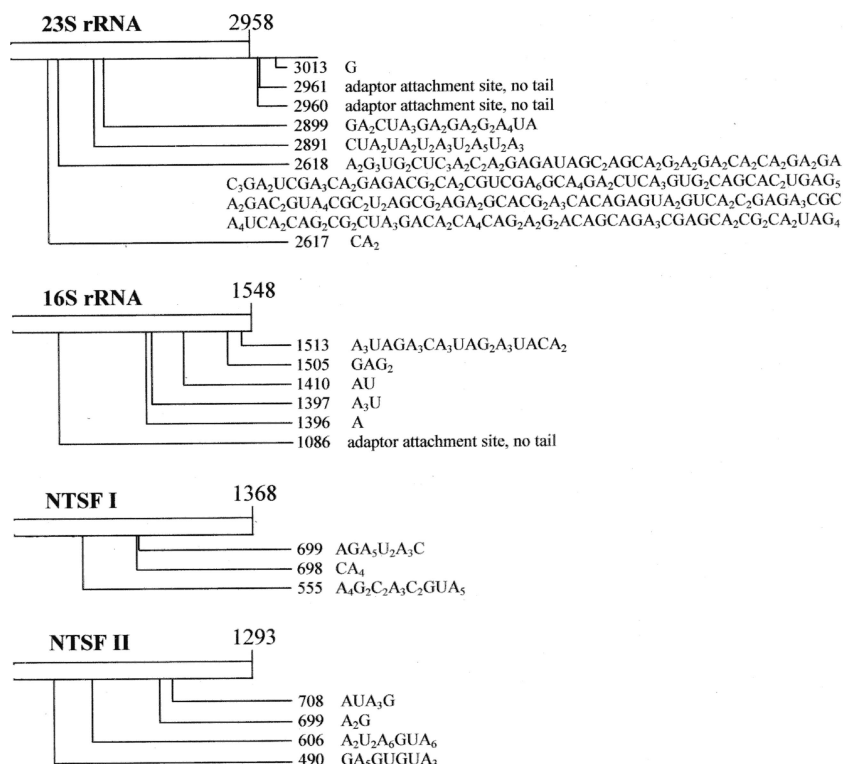 23S rRNA 2958
3013 G
2961 adaptor attachment site, no tail
2960 adaptor attachment site, no tail
2899 GA₂CUA₃GA₂GA₂G₂A₄UA
2891 CUA₂UA₂U₂A₃U₂A₅U₂A₃
2618 A₂G₃UG₂CUC₃A₂C₂A₂GAGAUAGC₂AGCA₂G₂A₂GA₂CA₂CA₂GA₂GA
C₃GA₂UCGA₃CA₂GAGACG₂CA₂CGUCGA₆GCA₄GA₂CUCA₃GUG₂CAGCAC₂UGAG₅
A₂GAC₂GUA₄CGC₂U₂AGCG₂AGA₂GCACG₂A₃CACAGAGUA₂GUCA₂C₂GAGA₃CGC
A₄UCA₂CAG₂CG₂CUA₃GACA₂CA₄CAG₂A₂G₂ACAGCAGA₃CGAGCA₂CG₂CA₂UAG₄
2617 CA₂
16S rRNA 1548
1513 A₃UAGA₃CA₃UAG₂A₃UACA₂
1505 GAG₂
1410 AU
1397 A₃U
1396 A
1086 adaptor attachment site, no tail
NTSF I 1368
699 AGA₅U₂A₃C
698 CA₄
555 A₄G₂C₂A₃C₂GUA₅
NTSF II 1293
708 AUA₃G
699 A₂G
606 A₂U₂A₆GUA₆
490 GA₅GUGUA₃